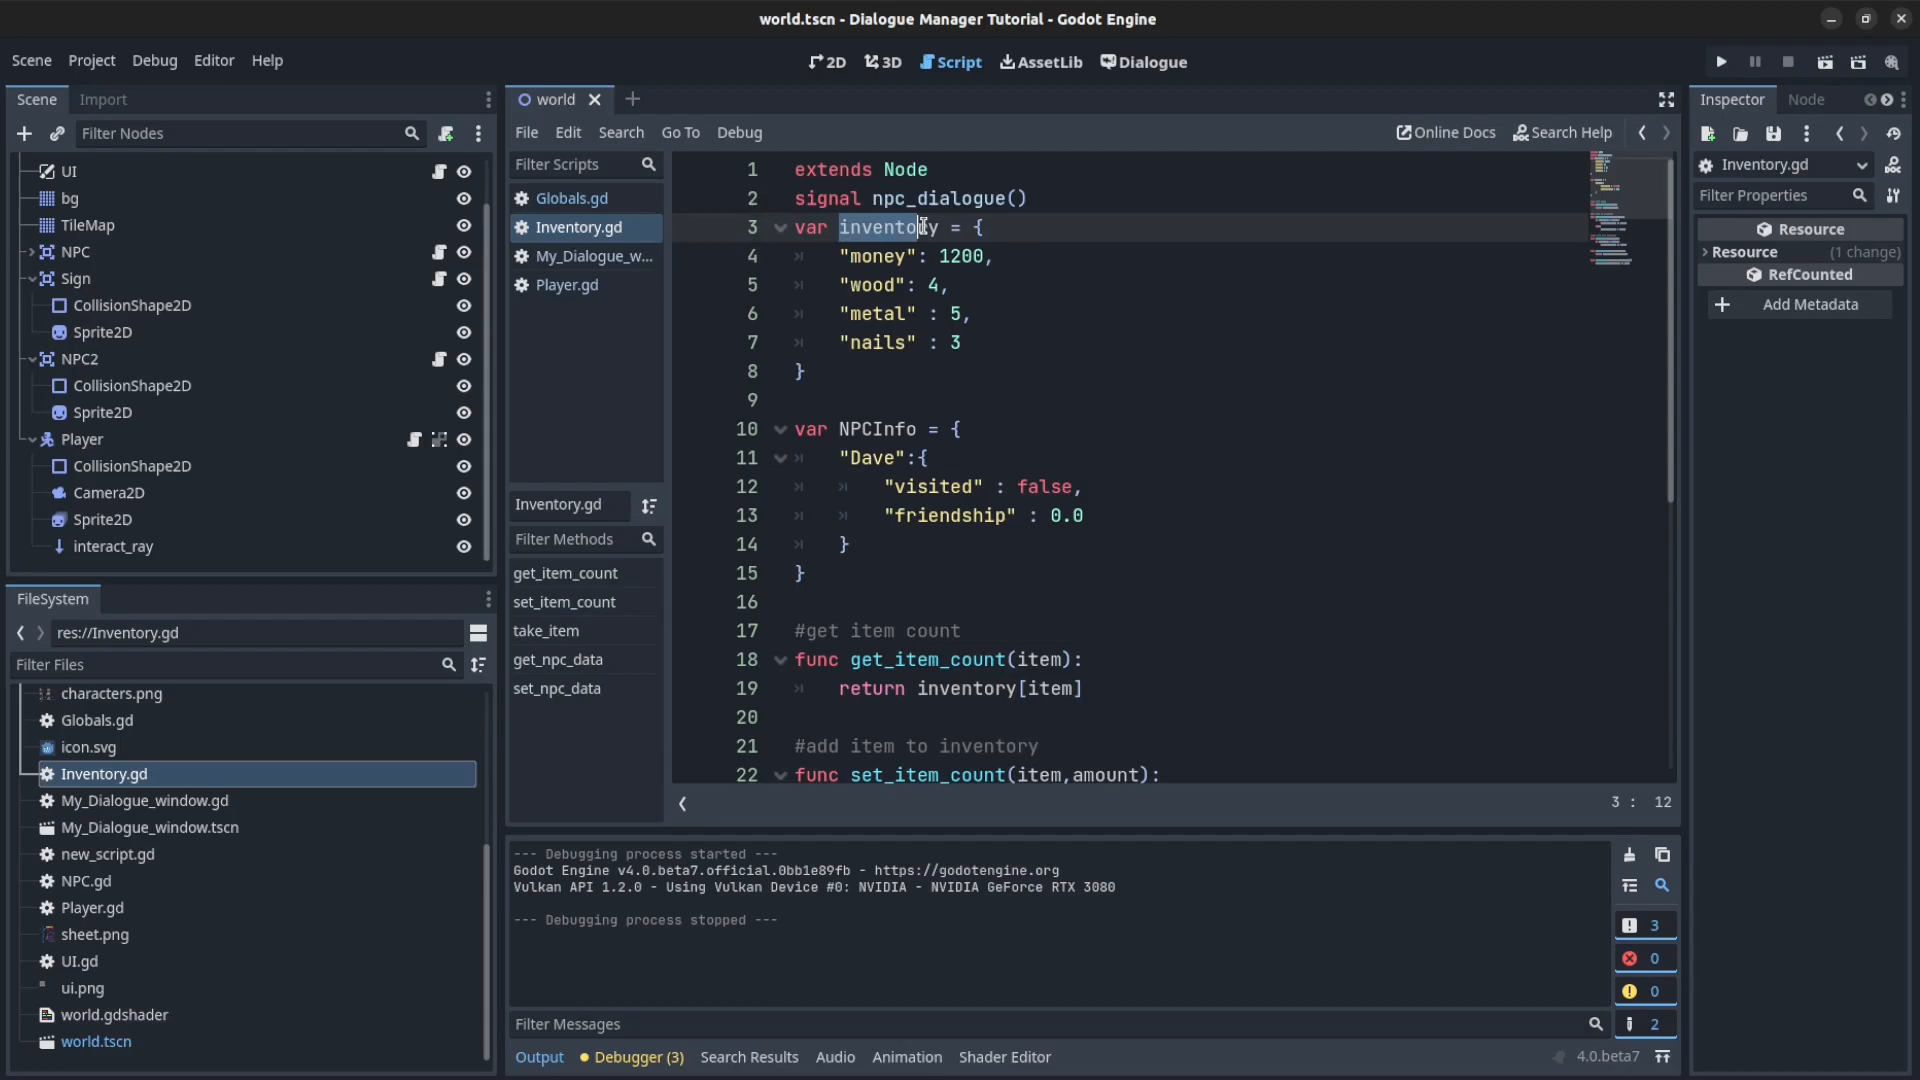 world.tscn - Dialogue Manager Tutorial - Godot Engine
Scene Project Debug Editor Help
2D 3D Script AssetLib Dialogue
Scene Import
Filter Nodes
UI
bg
TileMap
NPC
Sign
CollisionShape2D
Sprite2D
NPC2
CollisionShape2D
Sprite2D
Player
CollisionShape2D
Camera2D
Sprite2D
interact_ray
FileSystem
res://Inventory.gd
Filter Files
characters.png
Globals.gd
icon.svg
Inventory.gd
My_Dialogue_window.gd
My_Dialogue_window.tscn
new_script.gd
NPC.gd
Player.gd
sheet.png
UI.gd
ui.png
world.gdshader
world.tscn
world
File Edit Search Go To Debug
Online Docs Search Help
Filter Scripts
Globals.gd
Inventory.gd
My_Dialogue_w...
Player.gd
Inventory.gd
Filter Methods
get_item_count
set_item_count
take_item
get_npc_data
set_npc_data
1 extends Node
2 signal npc_dialogue()
3 var inventory = {
4 "money": 1200,
5 "wood": 4,
6 "metal" : 5,
7 "nails" : 3
8 }
9
10 var NPCInfo = {
11 "Dave":{
12 "visited" : false,
13 "friendship" : 0.0
14 }
15 }
16
17 #get item count
18 func get_item_count(item):
19 return inventory[item]
20
21 #add item to inventory
22 func set_item_count(item,amount):
3 : 12
--- Debugging process started ---
Godot Engine v4.0.beta7.official.0bb1e89fb - https://godotengine.org
Vulkan API 1.2.0 - Using Vulkan Device #0: NVIDIA - NVIDIA GeForce RTX 3080
--- Debugging process stopped ---
3
0
0
2
Filter Messages
Output Debugger (3) Search Results Audio Animation Shader Editor
4.0.beta7
Inspector Node
Inventory.gd
Filter Properties
Resource
Resource (1 change)
RefCounted
Add Metadata